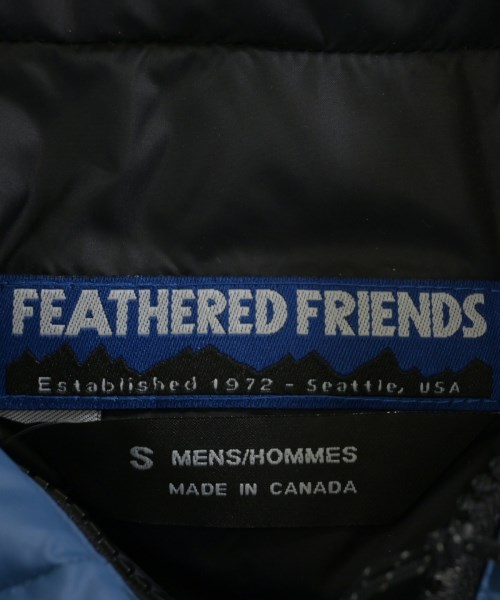 FEATHERED FRIENDS
Established 1972 - Seattle, USA
S MENS/HOMMES
MADE IN CANADA